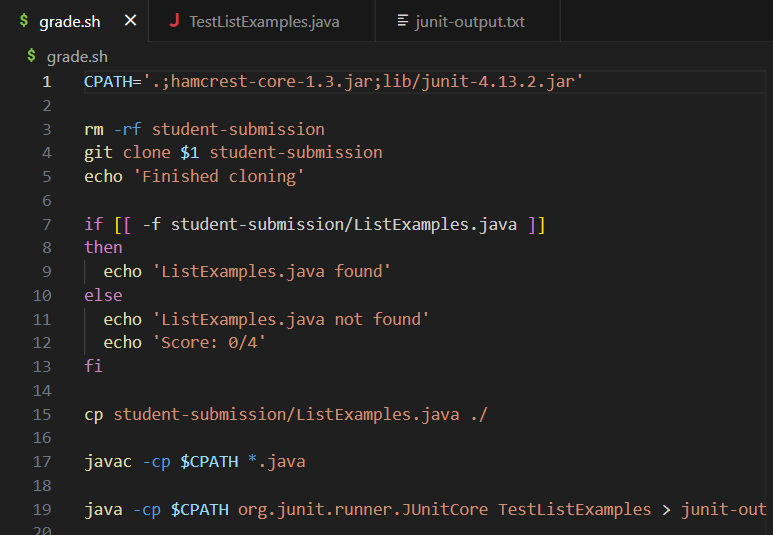 $ grade.sh × J TestListExamples.java junit-output.txt
$ grade.sh
1 CPATH='.;hamcrest-core-1.3.jar;lib/junit-4.13.2.jar'
2
3 rm -rf student-submission
4 git clone $1 student-submission
5 echo 'Finished cloning'
6
7 if [[ -f student-submission/ListExamples.java ]]
8 then
9 echo 'ListExamples.java found'
10 else
11 echo 'ListExamples.java not found'
12 echo 'Score: 0/4'
13 fi
14
15 cp student-submission/ListExamples.java ./
16
17 javac -cp $CPATH *.java
18
19 java -cp $CPATH org.junit.runner.JUnitCore TestListExamples > junit-out
20